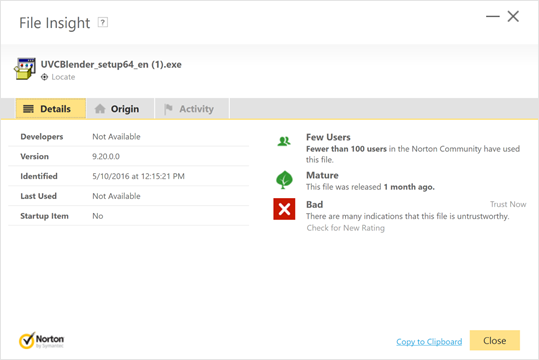 File Insight ?
UVCBlender_setup64_en (1).exe
Locate
Details Origin Activity
Developers Not Available
Version 9.20.0.0
Identified 5/10/2016 at 12:15:21 PM
Last Used Not Available
Startup Item No
Few Users
Fewer than 100 users in the Norton Community have used
this file.
Mature
This file was released 1 month ago.
Bad Trust Now
There are many indications that this file is untrustworthy.
Check for New Rating
Norton
by Symantec
Copy to Clipboard
Close